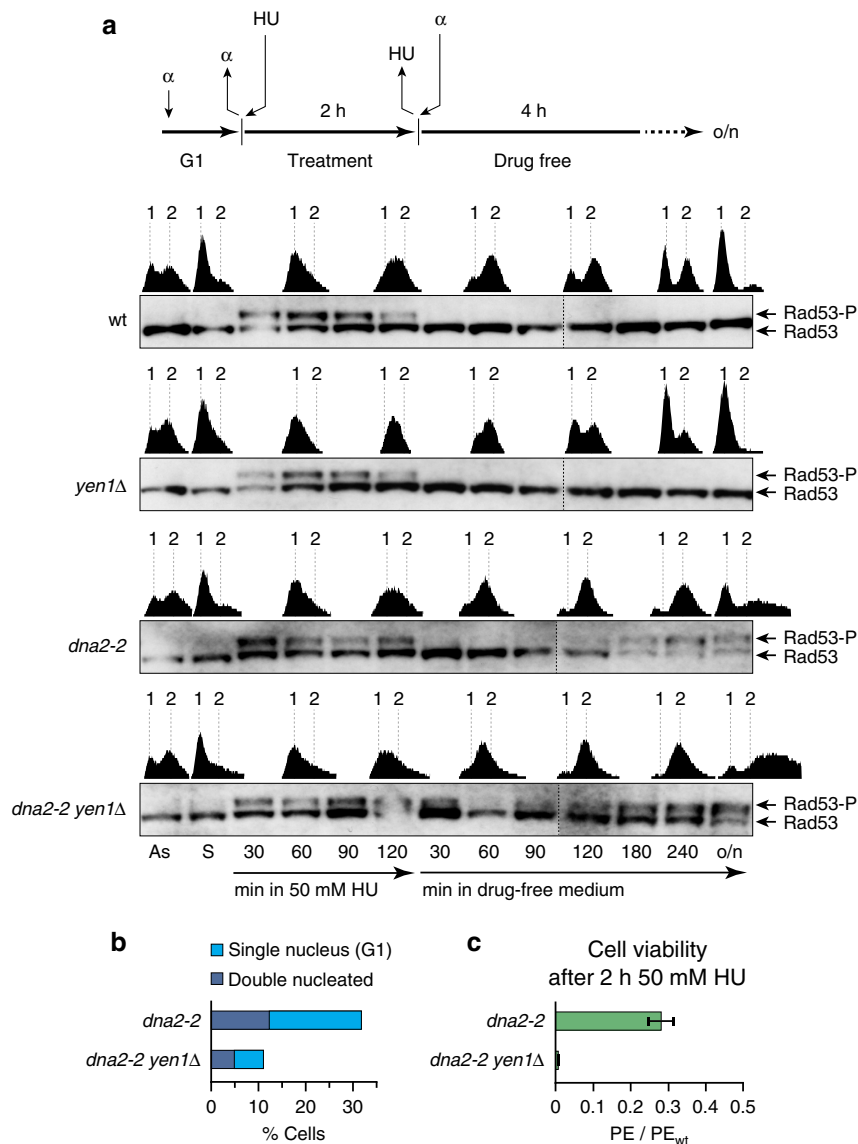 a
HU
α
α
HU
α
2 h
4 h
o/n
G1
Treatment
Drug free
1 2 1 2 1 2 1 2 1 2 1 2 1 2 1 2
wt
Rad53-P
Rad53
1 2 1 2 1 2 1 2 1 2 1 2 1 2 1 2
yen1Δ
Rad53-P
Rad53
1 2 1 2 1 2 1 2 1 2 1 2 1 2 1 2
dna2-2
Rad53-P
Rad53
1 2 1 2 1 2 1 2 1 2 1 2 1 2 1 2
dna2-2 yen1Δ
Rad53-P
Rad53
As S 30 60 90 120 30 60 90 120 180 240 o/n
min in 50 mM HU
min in drug-free medium
b
Single nucleus (G1)
Double nucleated
dna2-2
dna2-2 yen1Δ
0 10 20 30
% Cells
c
Cell viability
after 2 h 50 mM HU
dna2-2
dna2-2 yen1Δ
0 0.1 0.2 0.3 0.4 0.5
PE / PEwt